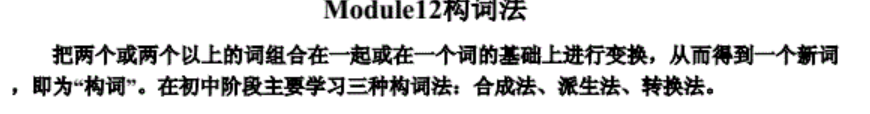 Module12构词法
把两个或两个以上的词组合在一起或在一个词的基础上进行变换，从而得到一个新词
，即为“构词”。在初中阶段主要学习三种构词法：合成法、派生法、转换法。